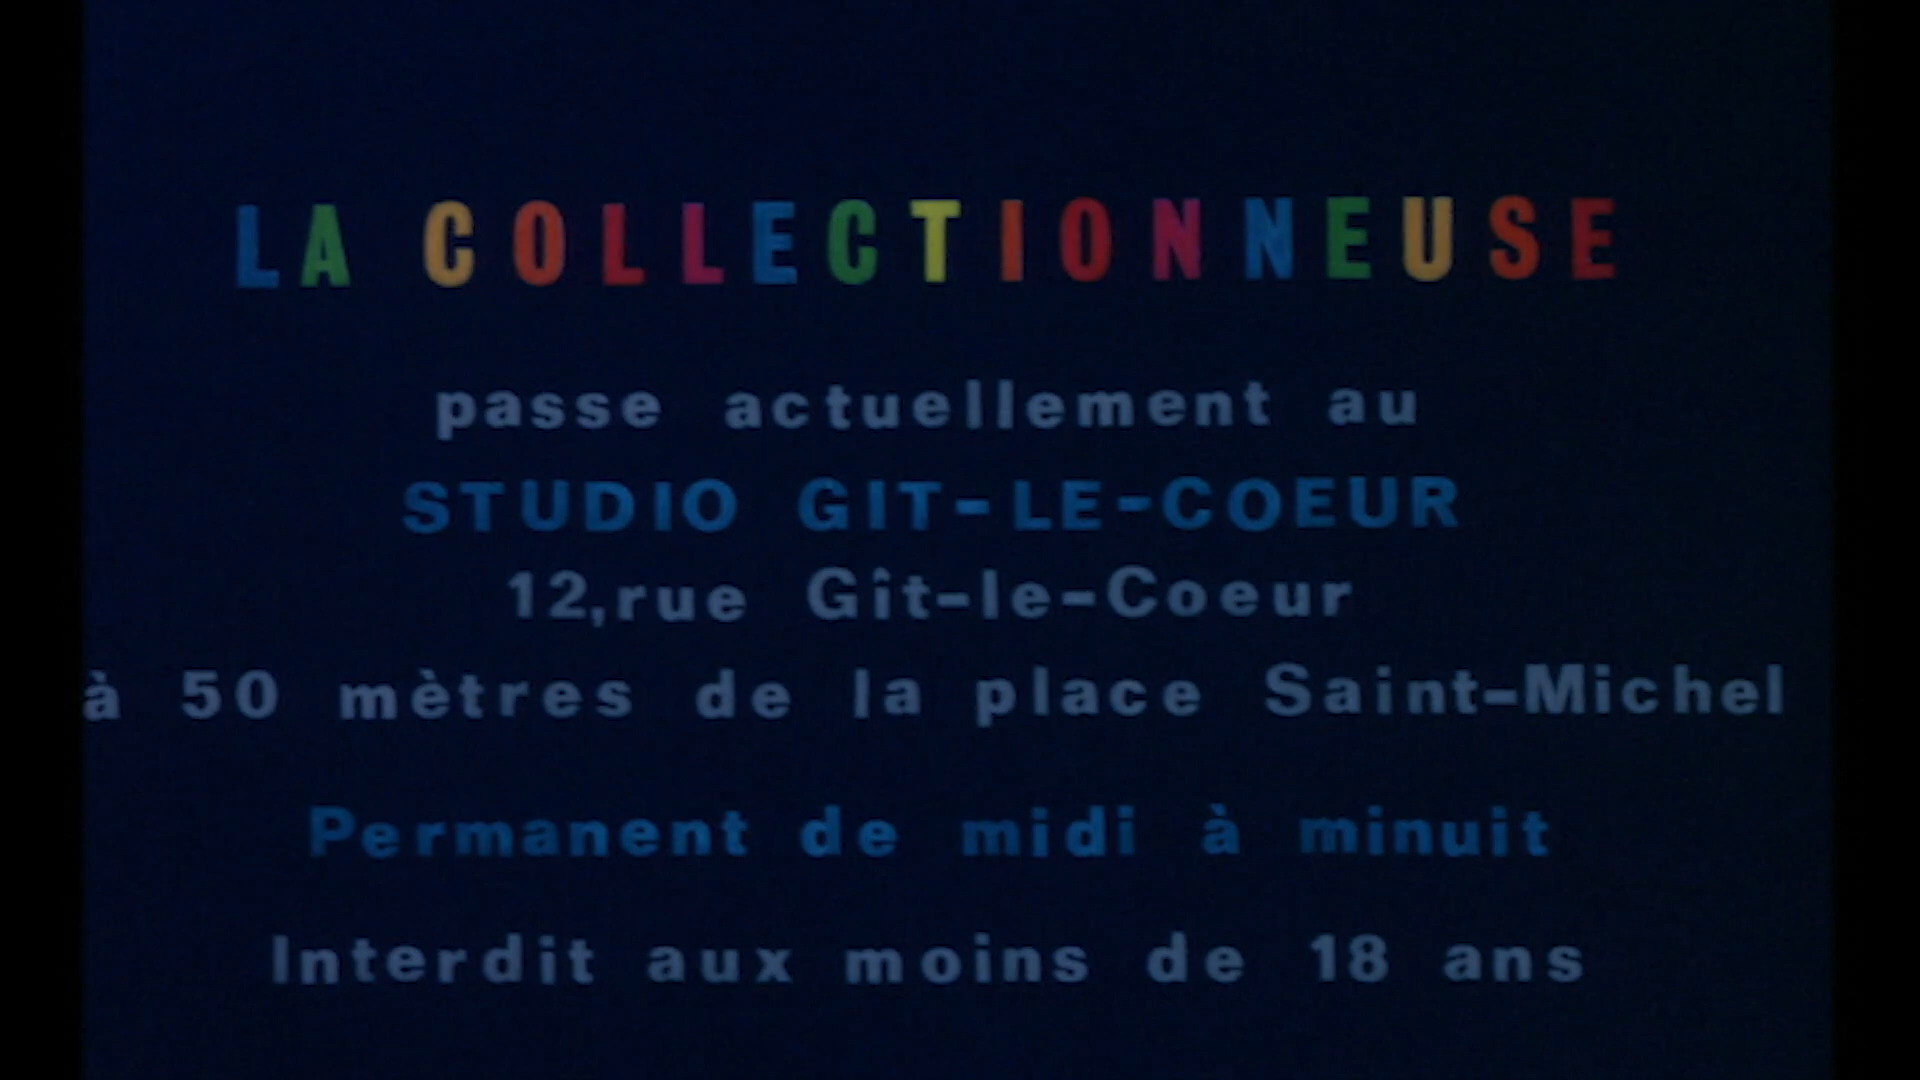 LA COLLECTIONNEUSE
passe actuellement au
STUDIO GIT-LE-COEUR
12,rue Gît-le-Coeur
à 50 mètres de la place Saint-Michel
Permanent de midi à minuit
Interdit aux moins de 18 ans